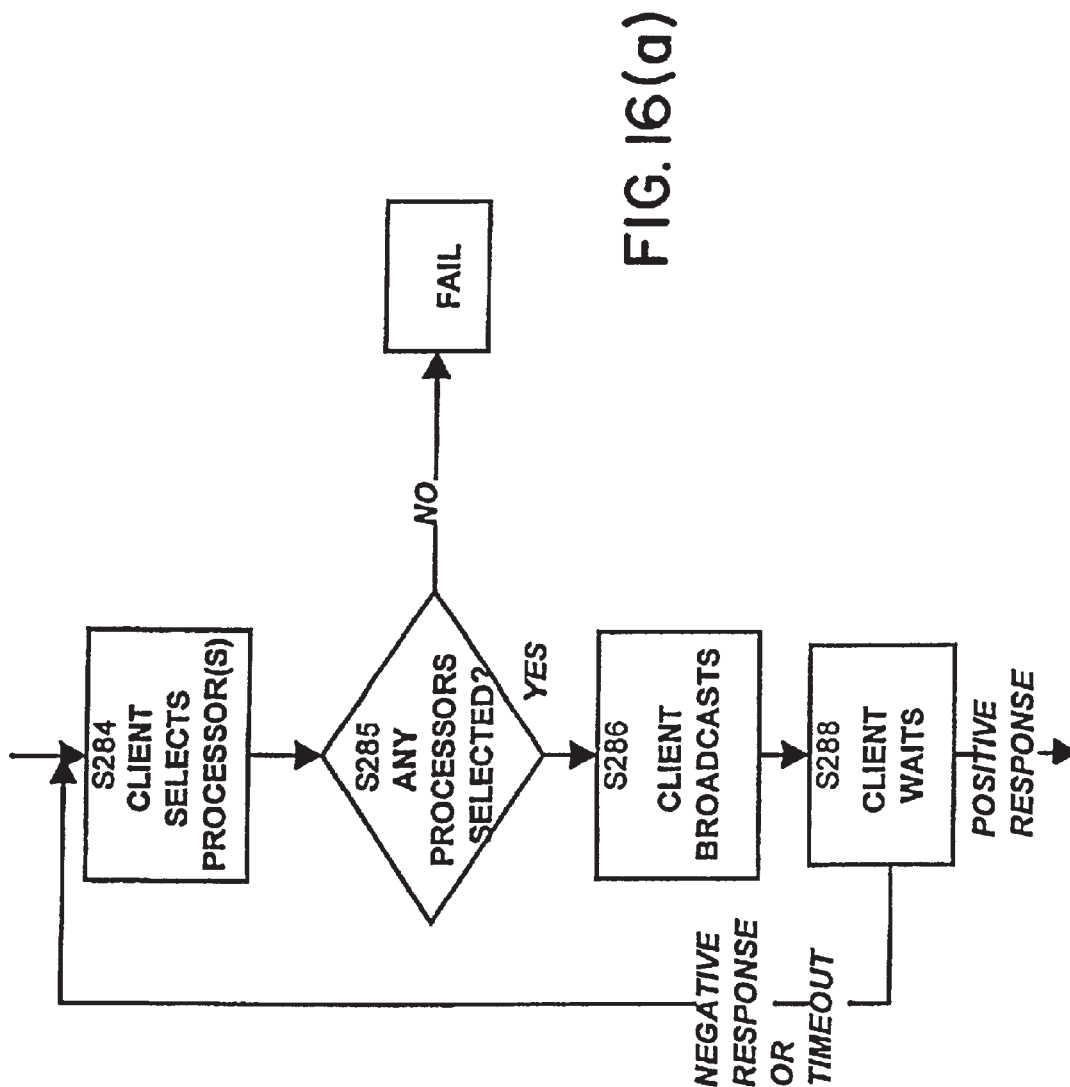 S284
CLIENT
SELECTS
PROCESSOR(S)
S285
ANY
PROCESSORS
SELECTED?
NO
FAIL
YES
S286
CLIENT
BROADCASTS
S288
CLIENT
WAITS
NEGATIVE
RESPONSE
OR
TIMEOUT
POSITIVE
RESPONSE
FIG. 16(a)